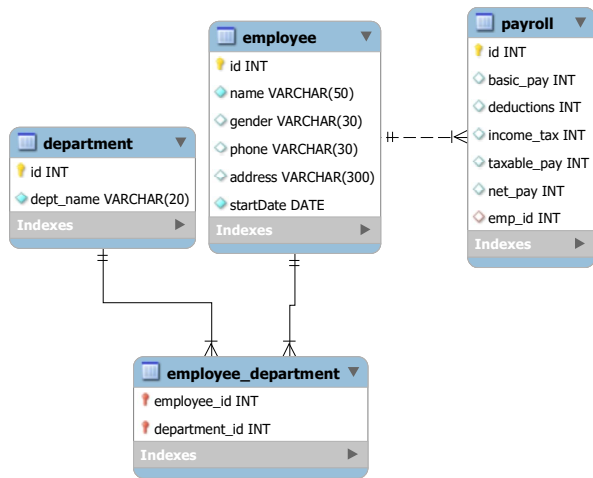 department
id INT
dept_name VARCHAR(20)
Indexes
employee
id INT
name VARCHAR(50)
gender VARCHAR(30)
phone VARCHAR(30)
address VARCHAR(300)
startDate DATE
Indexes
payroll
id INT
basic_pay INT
deductions INT
income_tax INT
taxable_pay INT
net_pay INT
emp_id INT
Indexes
employee_department
employee_id INT
department_id INT
Indexes